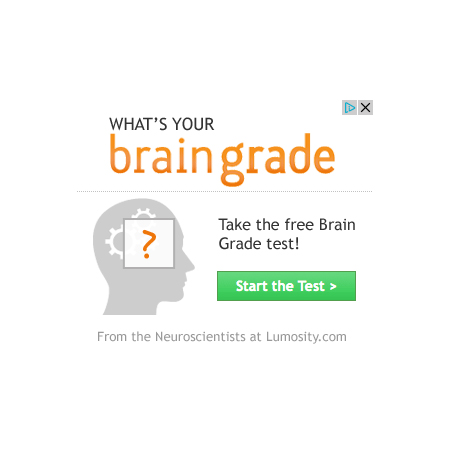 WHAT'S YOUR
braingrade
?
Take the free Brain
Grade test!
Start the Test >
From the Neuroscientists at Lumosity.com